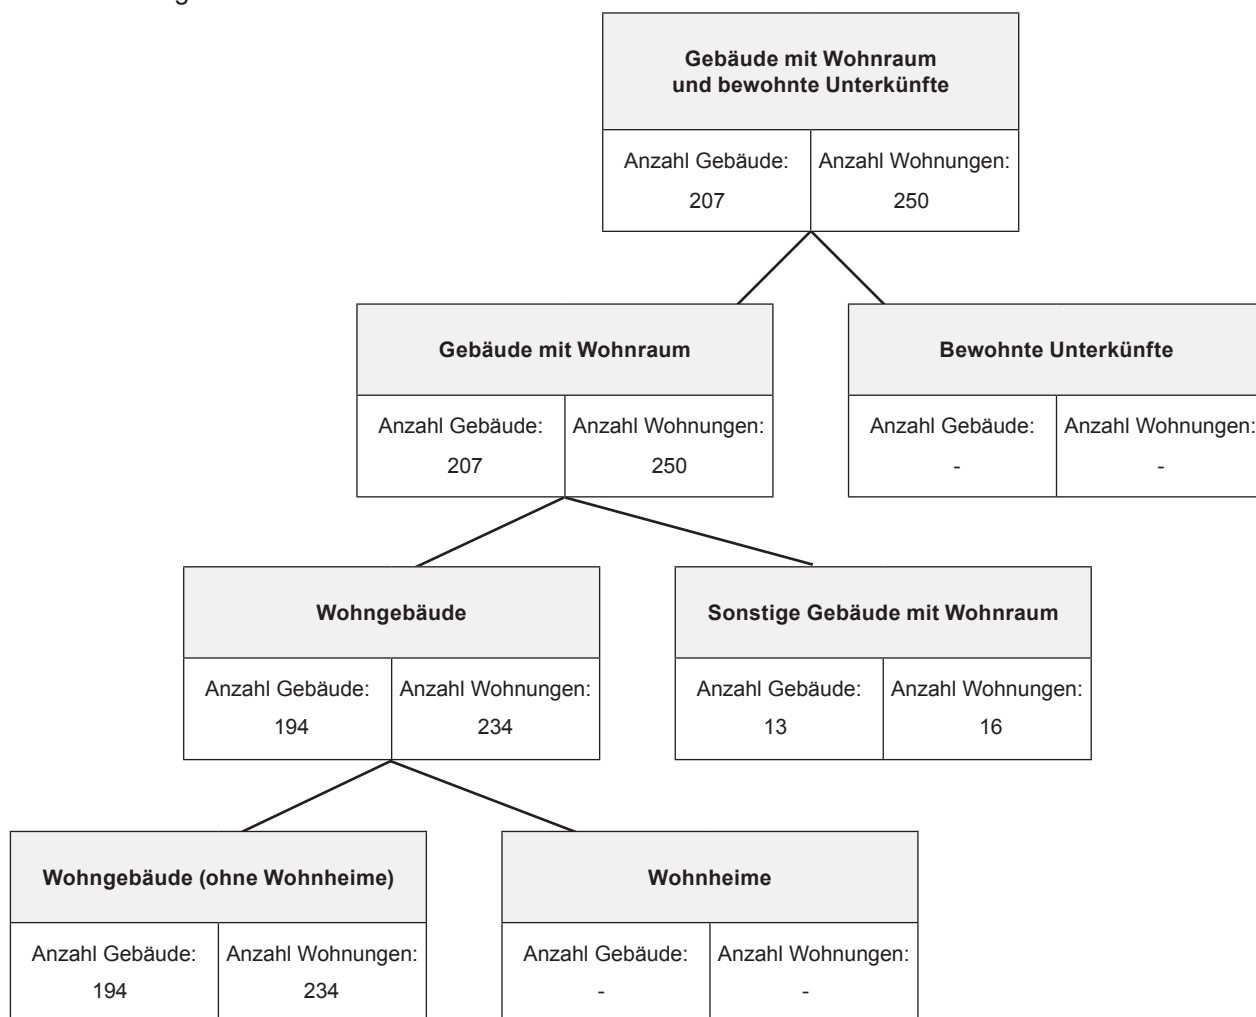 Gebäude mit Wohnraum
und bewohnte Unterkünfte
Anzahl Gebäude: Anzahl Wohnungen:
207 250
Gebäude mit Wohnraum
Bewohnte Unterkünfte
Anzahl Gebäude: Anzahl Wohnungen:
207 250
Anzahl Gebäude: Anzahl Wohnungen:
- -
Wohngebäude
Sonstige Gebäude mit Wohnraum
Anzahl Gebäude: Anzahl Wohnungen:
194 234
Anzahl Gebäude: Anzahl Wohnungen:
13 16
Wohngebäude (ohne Wohnheime)
Wohnheime
Anzahl Gebäude: Anzahl Wohnungen:
194 234
Anzahl Gebäude: Anzahl Wohnungen:
- -